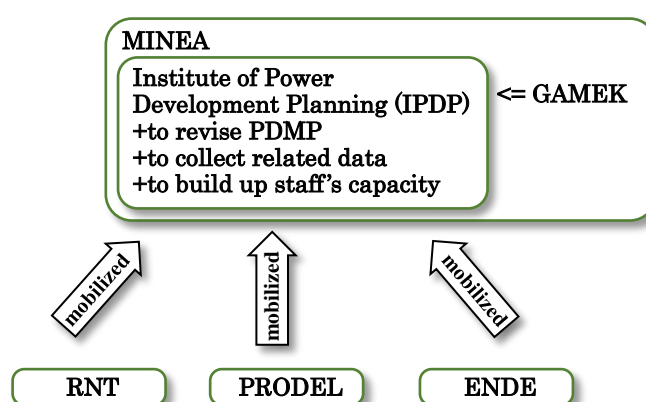 MINEA
Institute of Power
Development Planning (IPDP)
<= GAMEK
+to revise PDMP
+to collect related data
+to build up staff's capacity
mobilized
mobilized
mobilized
RNT
PRODEL
ENDE